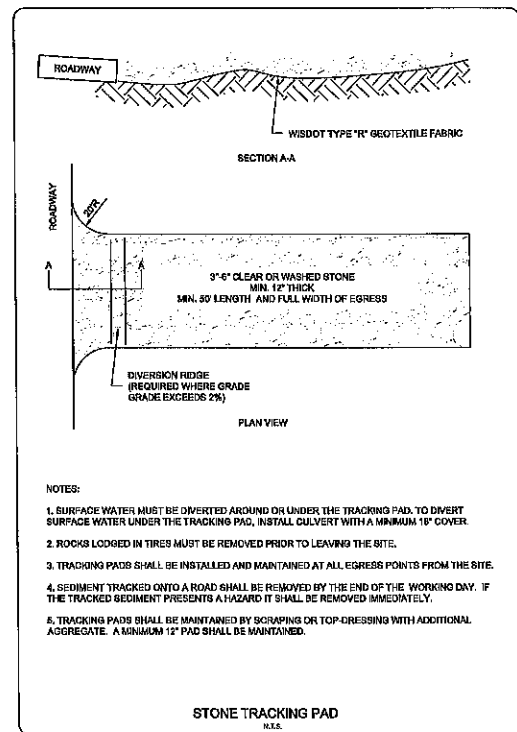 ROADWAY
WISDOT TYPE "R" GEOTEXTILE FABRIC
SECTION A-A
ROADWAY
20'R
A
A
3"-6" CLEAR OR WASHED STONE
MIN. 12" THICK
MIN. 50' LENGTH AND FULL WIDTH OF EGRESS
DIVERSION RIDGE
(REQUIRED WHERE GRADE
GRADE EXCEEDS 2%)
PLAN VIEW
NOTES:
1. SURFACE WATER MUST BE DIVERTED AROUND OR UNDER THE TRACKING PAD. TO DIVERT
SURFACE WATER UNDER THE TRACKING PAD, INSTALL CULVERT WITH A MINIMUM 18" COVER.
2. ROCKS LODGED IN TIRES MUST BE REMOVED PRIOR TO LEAVING THE SITE.
3. TRACKING PADS SHALL BE INSTALLED AND MAINTAINED AT ALL EGRESS POINTS FROM THE SITE.
4. SEDIMENT TRACKED ONTO A ROAD SHALL BE REMOVED BY THE END OF THE WORKING DAY. IF
THE TRACKED SEDIMENT PRESENTS A HAZARD IT SHALL BE REMOVED IMMEDIATELY.
5. TRACKING PADS SHALL BE MAINTAINED BY SCRAPING OR TOP-DRESSING WITH ADDITIONAL
AGGREGATE. A MINIMUM 12" PAD SHALL BE MAINTAINED.
STONE TRACKING PAD
N.T.S.